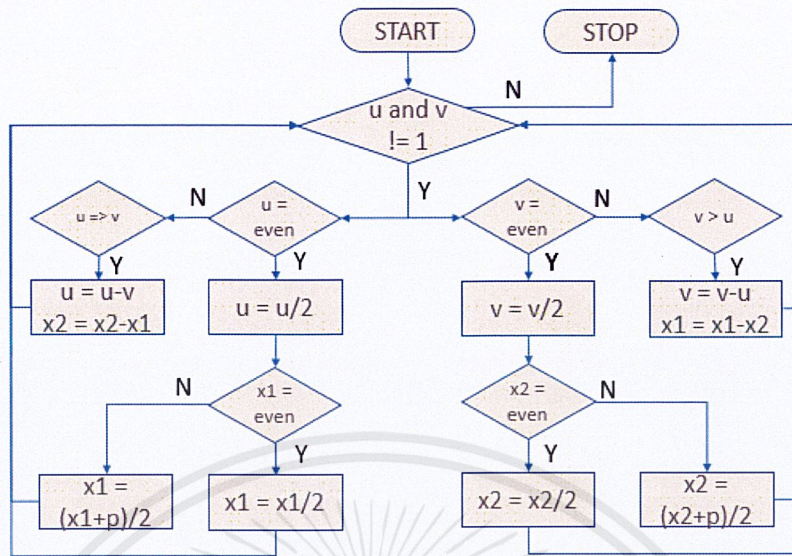 START
STOP
N
u and v
!= 1
Y
N
u =
even
v =
even
N
u => v
v > u
Y
Y
Y
Y
u = u-v
x2 = x2-x1
u = u/2
v = v/2
v = v-u
x1 = x1-x2
N
x1 =
even
x2 =
even
N
Y
Y
x1 =
(x1+p)/2
x1 = x1/2
x2 = x2/2
x2 =
(x2+p)/2